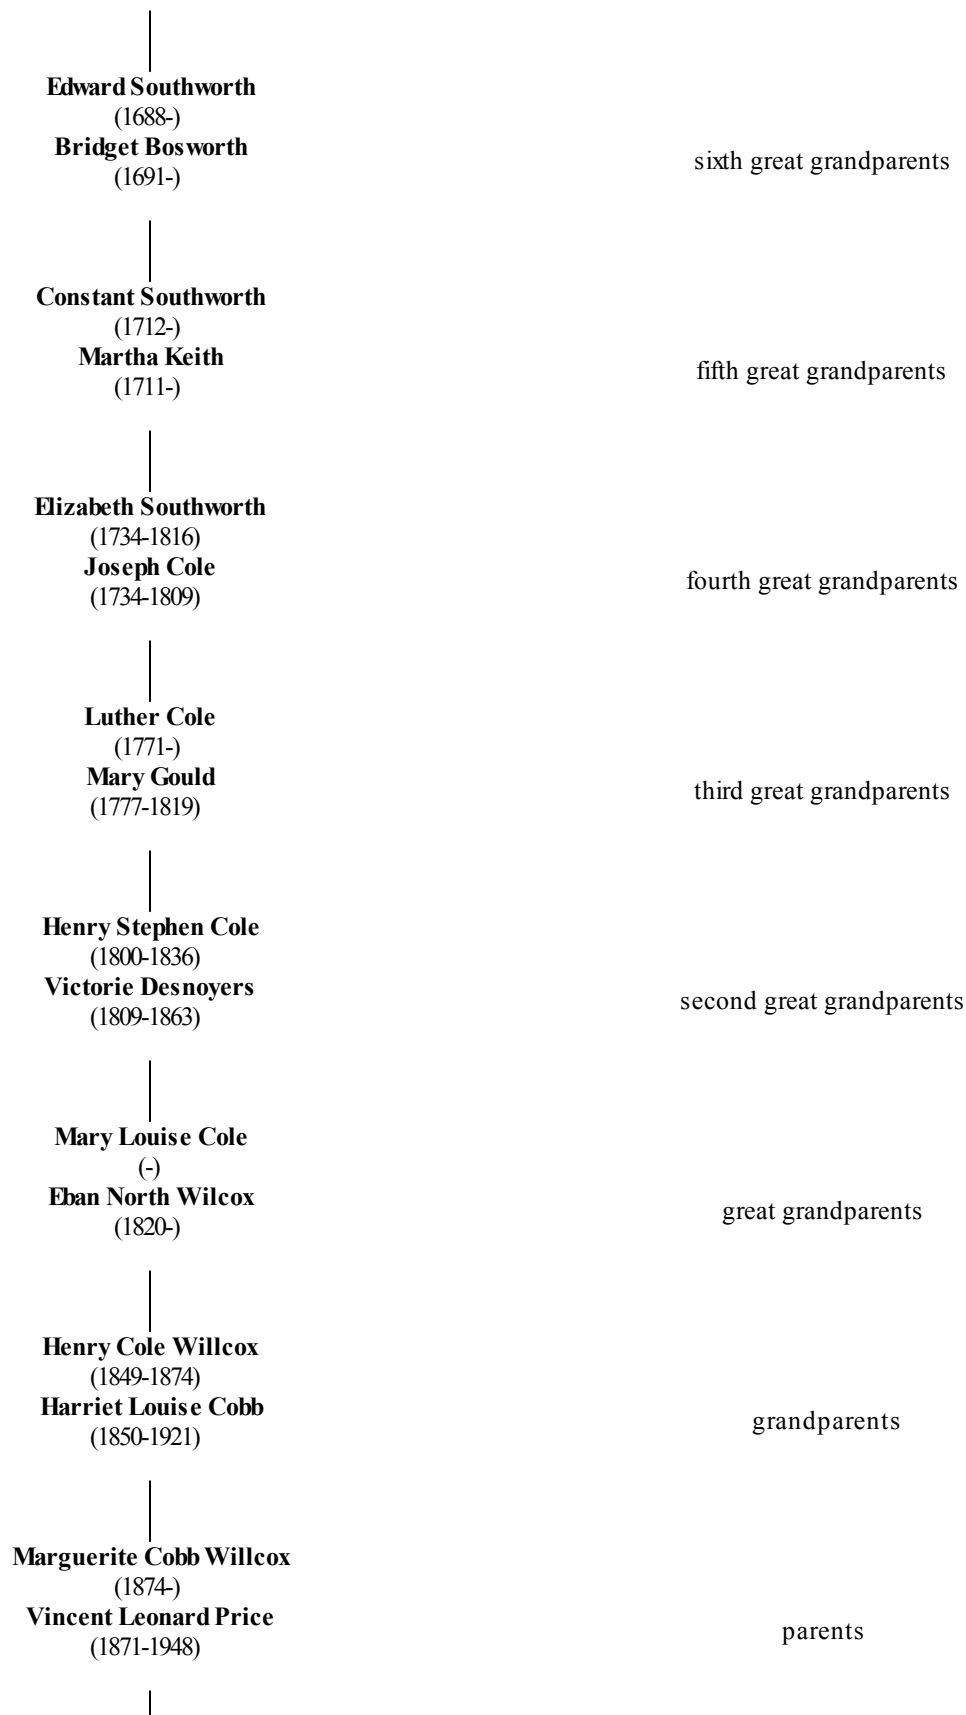 Edward Southworth
(1688-)
Bridget Bosworth
(1691-)
sixth great grandparents
Constant Southworth
(1712-)
Martha Keith
(1711-)
fifth great grandparents
Elizabeth Southworth
(1734-1816)
Joseph Cole
(1734-1809)
fourth great grandparents
Luther Cole
(1771-)
Mary Gould
(1777-1819)
third great grandparents
Henry Stephen Cole
(1800-1836)
Victorie Desnoyers
(1809-1863)
second great grandparents
Mary Louise Cole
(-)
Eban North Wilcox
(1820-)
great grandparents
Henry Cole Willcox
(1849-1874)
Harriet Louise Cobb
(1850-1921)
grandparents
Marguerite Cobb Willcox
(1874-)
Vincent Leonard Price
(1871-1948)
parents